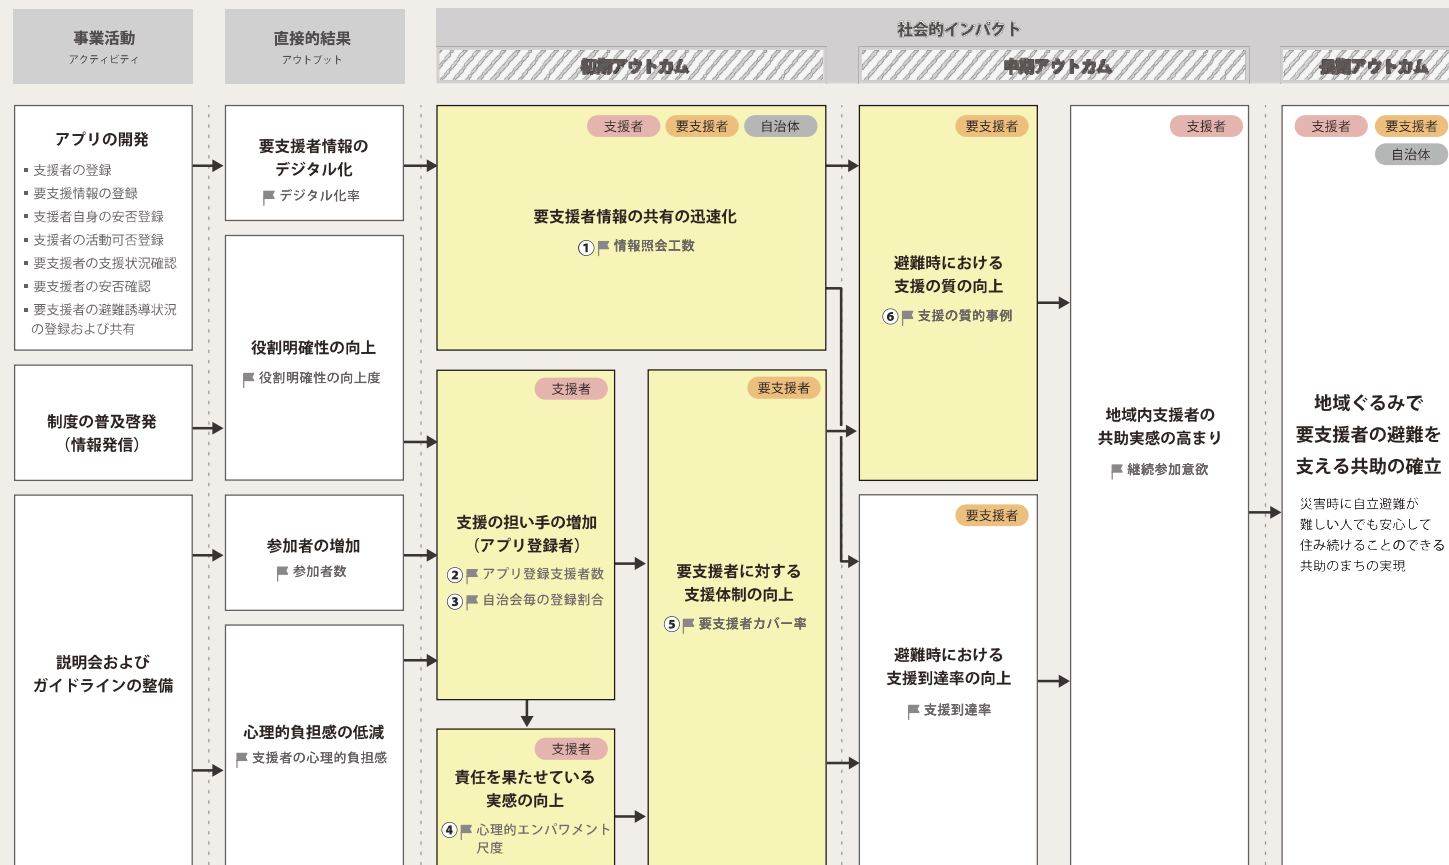 事業活動
アクティビティ
直接的結果
アウトプット
社会的インパクト
初期アウトカム
中期アウトカム
長期アウトカム
アプリの開発
▪ 支援者の登録
▪ 要支援情報の登録
▪ 支援者自身の安否登録
▪ 支援者の活動可否登録
▪ 要支援者の支援状況確認
▪ 要支援者の安否確認
▪ 要支援者の避難誘導状況
の登録および共有
制度の普及啓発
（情報発信）
説明会および
ガイドラインの整備
要支援者情報の
デジタル化
デジタル化率
役割明確性の向上
役割明確性の向上度
参加者の増加
参加者数
心理的負担感の低減
支援者の心理的負担感
支援者 要支援者 自治体
要支援者情報の共有の迅速化
① 情報照会工数
支援者
支援の担い手の増加
（アプリ登録者）
② アプリ登録支援者数
③ 自治会毎の登録割合
支援者
責任を果たせている
実感の向上
④ 心理的エンパワメント
尺度
要支援者
要支援者に対する
支援体制の向上
⑤ 要支援者カバー率
要支援者
避難時における
支援の質の向上
⑥ 支援の質的事例
要支援者
避難時における
支援到達率の向上
支援到達率
支援者
地域内支援者の
共助実感の高まり
継続参加意欲
支援者 要支援者
自治体
地域ぐるみで
要支援者の避難を
支える共助の確立
災害時に自立避難が
難しい人でも安心して
住み続けることのできる
共助のまちの実現